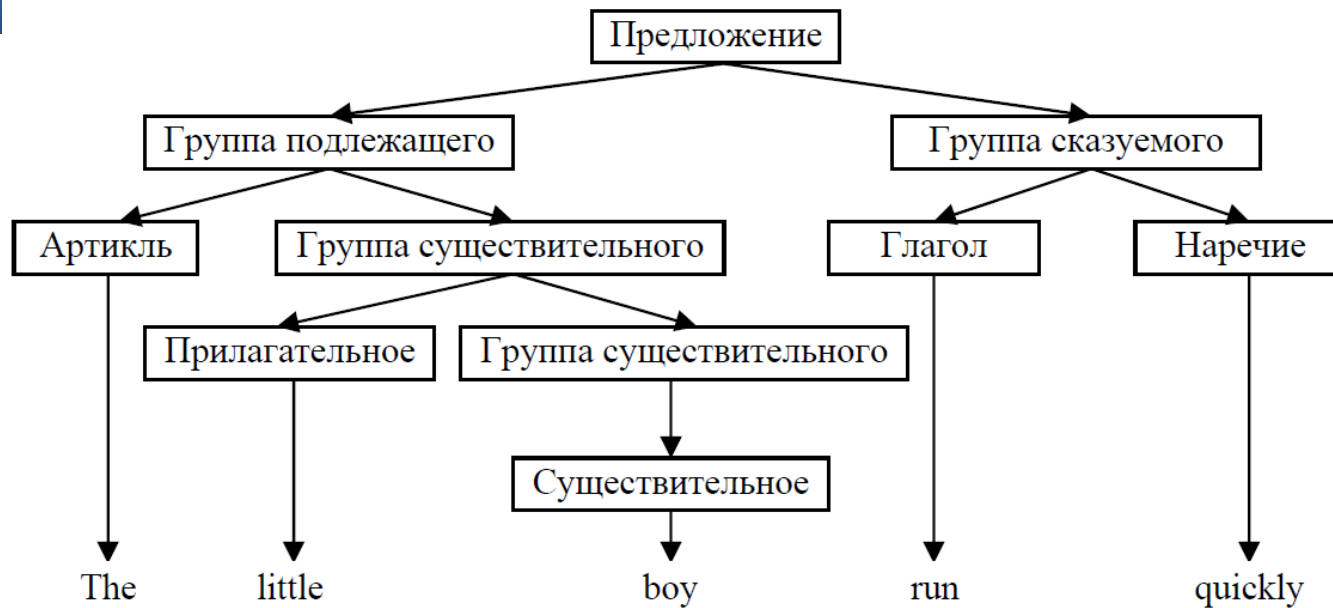 Предложение
Группа подлежащего
Группа сказуемого
Артикль
Группа существительного
Глагол
Наречие
Прилагательное
Группа существительного
Существительное
The little boy run quickly